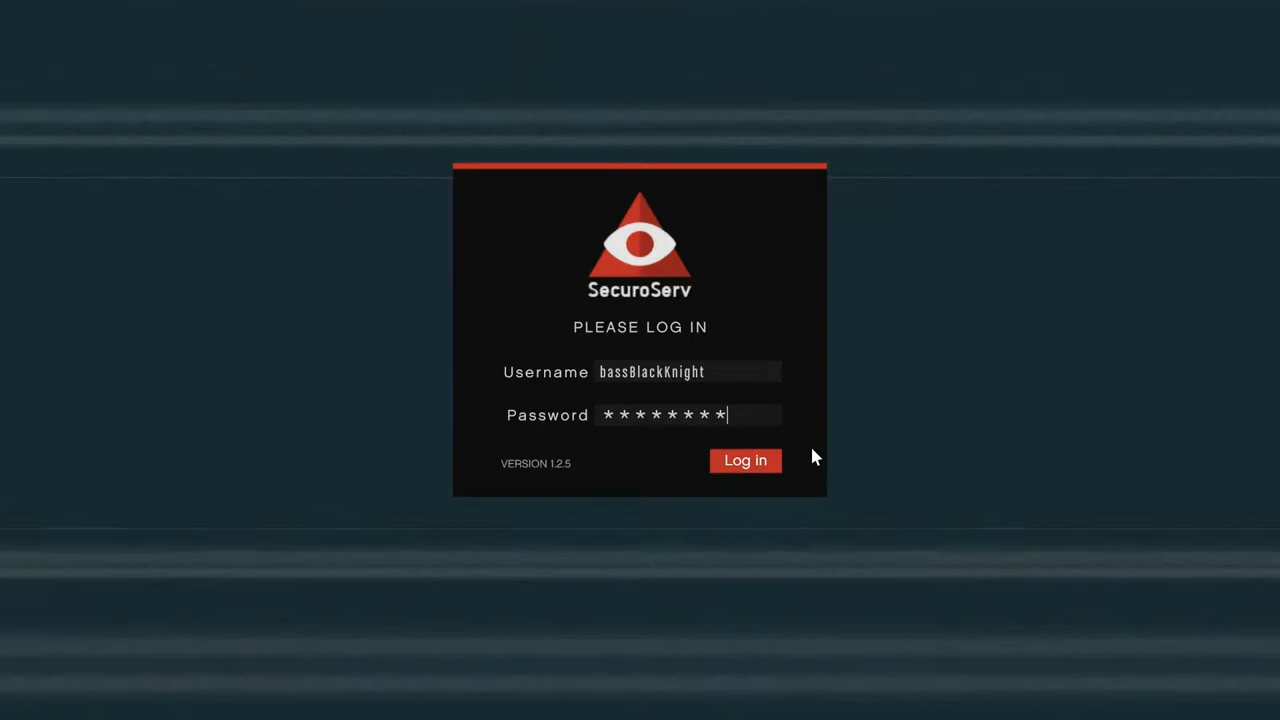 SecuroServ
PLEASE LOG IN
Username bassBlackKnight
Password ********
VERSION 1.2.5 Log in